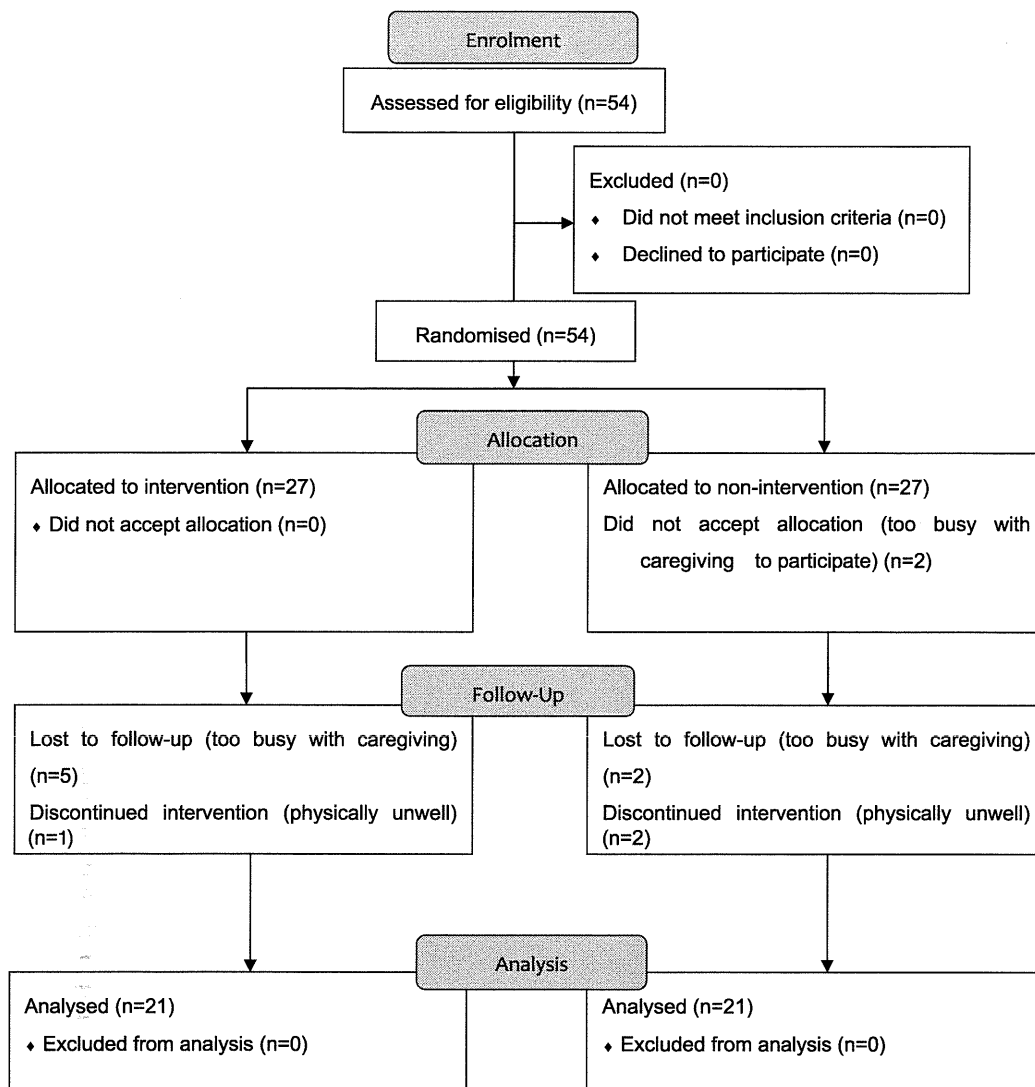 Enrolment
Assessed for eligibility (n=54)
Excluded (n=0)
♦ Did not meet inclusion criteria (n=0)
♦ Declined to participate (n=0)
Randomised (n=54)
Allocation
Allocated to intervention (n=27)
♦ Did not accept allocation (n=0)
Allocated to non-intervention (n=27)
Did not accept allocation (too busy with
caregiving to participate) (n=2)
Follow-Up
Lost to follow-up (too busy with caregiving)
(n=5)
Discontinued intervention (physically unwell)
(n=1)
Lost to follow-up (too busy with caregiving)
(n=2)
Discontinued intervention (physically unwell)
(n=2)
Analysis
Analysed (n=21)
♦ Excluded from analysis (n=0)
Analysed (n=21)
♦ Excluded from analysis (n=0)